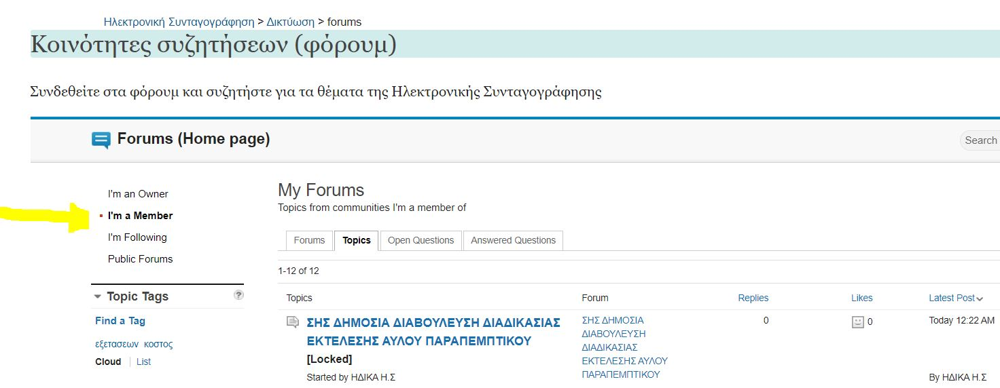 Ηλεκτρονική Συνταγογράφηση > Δικτύωση > forums
Κοινότητες συζητήσεων (φόρουμ)
Συνδεθείτε στα φόρουμ και συζητήστε για τα θέματα της Ηλεκτρονικής Συνταγογράφησης
Forums (Home page)
Search
I'm an Owner
I'm a Member
I'm Following
Public Forums
Topic Tags
?
Find a Tag
εξετασεων κοστος
Cloud | List
My Forums
Topics from communities I'm a member of
Forums Topics Open Questions Answered Questions
1-12 of 12
Topics Forum Replies Likes Latest Post
ΣΗΣ ΔΗΜΟΣΙΑ ΔΙΑΒΟΥΛΕΥΣΗ ΔΙΑΔΙΚΑΣΙΑΣ
ΕΚΤΕΛΕΣΗΣ ΑΥΛΟΥ ΠΑΡΑΠΕΜΠΤΙΚΟΥ
[Locked]
Started by ΗΔΙΚΑ Η.Σ
ΣΗΣ ΔΗΜΟΣΙΑ
ΔΙΑΒΟΥΛΕΥΣΗ
ΔΙΑΔΙΚΑΣΙΑΣ
ΕΚΤΕΛΕΣΗΣ ΑΥΛΟΥ
ΠΑΡΑΠΕΜΠΤΙΚΟΥ
0
0
Today 12:22 AM
By ΗΔΙΚΑ Η.Σ